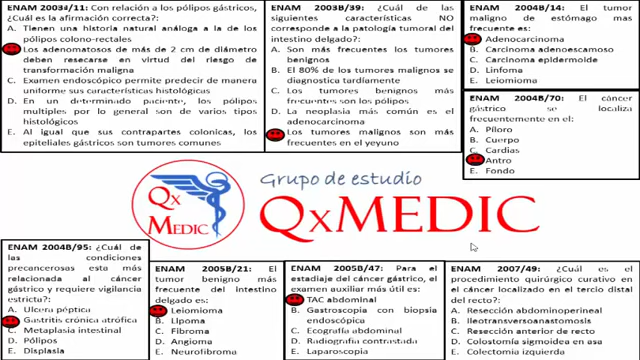 ENAM 2003A/11: Con relación a los pólipos gástricos,
¿Cuál es la afirmación correcta?:
A. Tienen una historia natural análoga a la de los
pólipos colono-rectales
Los adenomatosos de más de 2 cm de diámetro
deben resecarse en virtud del riesgo de
transformación maligna
C. Examen endoscópico permite predecir de manera
uniforme sus características histológicas
D. En un determinado paciente, los pólipos
multiples por lo general son de varios tipos
histológicos
E. Al igual que sus contrapartes colonicas, los
epiteliales gástricos son tumores comunes
ENAM 2003B/39: ¿Cuál de las
siguientes características NO
corresponde a la patología tumoral del
intestino delgado?:
A. Son más frecuentes los tumores
benignos
B. El 80% de los tumores malignos se
diagnostica tardíamente
C. Los tumores benignos más
frecuentes son los pólipos
D. La neoplasia más común es el
adenocarcinoma
Los tumores malignos son más
frecuentes en el yeyuno
ENAM 2004B/14: El tumor
maligno de estómago mas
frecuente es:
Adenocarcinoma
B. Carcinoma adenoescamoso
C. Carcinoma epidermoide
D. Linfoma
E. Leiomioma
ENAM 2004B/70: El cáncer
gástrico se localiza
frecuentemente en el:
A. Píloro
B. Cuerpo
C. Cardias
Antro
E. Fondo
Qx
MEDIC
Grupo de estudio
QxMEDIC
ENAM 2004B/95: ¿Cuál de
las condiciones
precancerosas esta más
relacionada al cáncer
gástrico y requiere vigilancia
estricta?:
A. Ulcera péptica
Gastritis crónica atrófica
C. Metaplasia intestinal
D. Pólipos
E. Displasia
ENAM 2005B/21: El
tumor benigno más
frecuente del intestino
delgado es:
Leiomioma
B. Lipoma
C. Fibroma
D. Angioma
E. Neurofibroma
ENAM 2005B/47: Para el
estadiaje del cáncer gástrico, el
examen auxiliar más útil es:
TAC abdominal
B. Gastroscopia con biopsia
endoscópica
C. Ecografía abdominal
D. Radiografía contrastada
E. Laparoscopia
ENAM 2007/49: ¿Cuál es el
procedimiento quirúrgico curativo en
el cáncer localizado en el tercio distal
del recto?:
A. Resección abdominoperineal
B. Ileotransversoanastomosis
C. Resección anterior de recto
D. Colostomía sigmoidea en asa
E. Colectomía izquierda